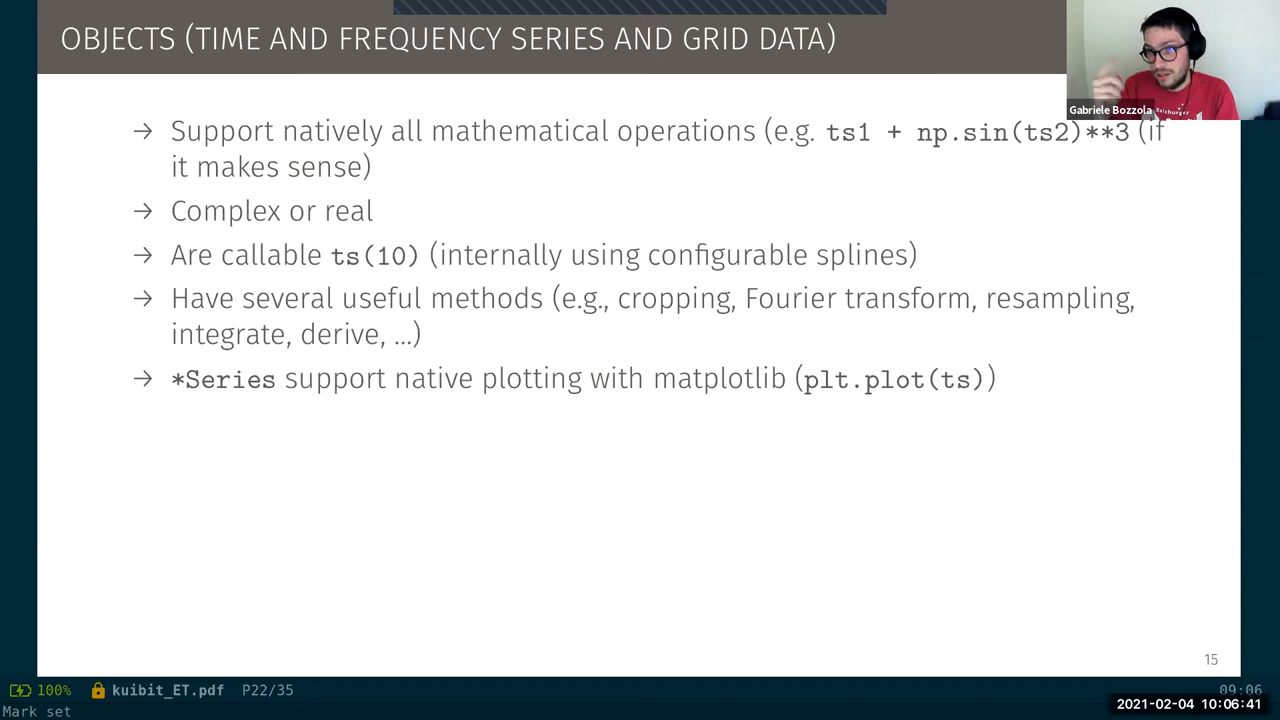 OBJECTS (TIME AND FREQUENCY SERIES AND GRID DATA)
Gabriele Bozzola
→ Support natively all mathematical operations (e.g. ts1 + np.sin(ts2)**3 (if
it makes sense)
→ Complex or real
→ Are callable ts(10) (internally using configurable splines)
→ Have several useful methods (e.g., cropping, Fourier transform, resampling,
integrate, derive, ...)
→ *Series support native plotting with matplotlib (plt.plot(ts))
15
100% kuibit_ET.pdf P22/35
09:06
2021-02-04 10:06:41
Mark set